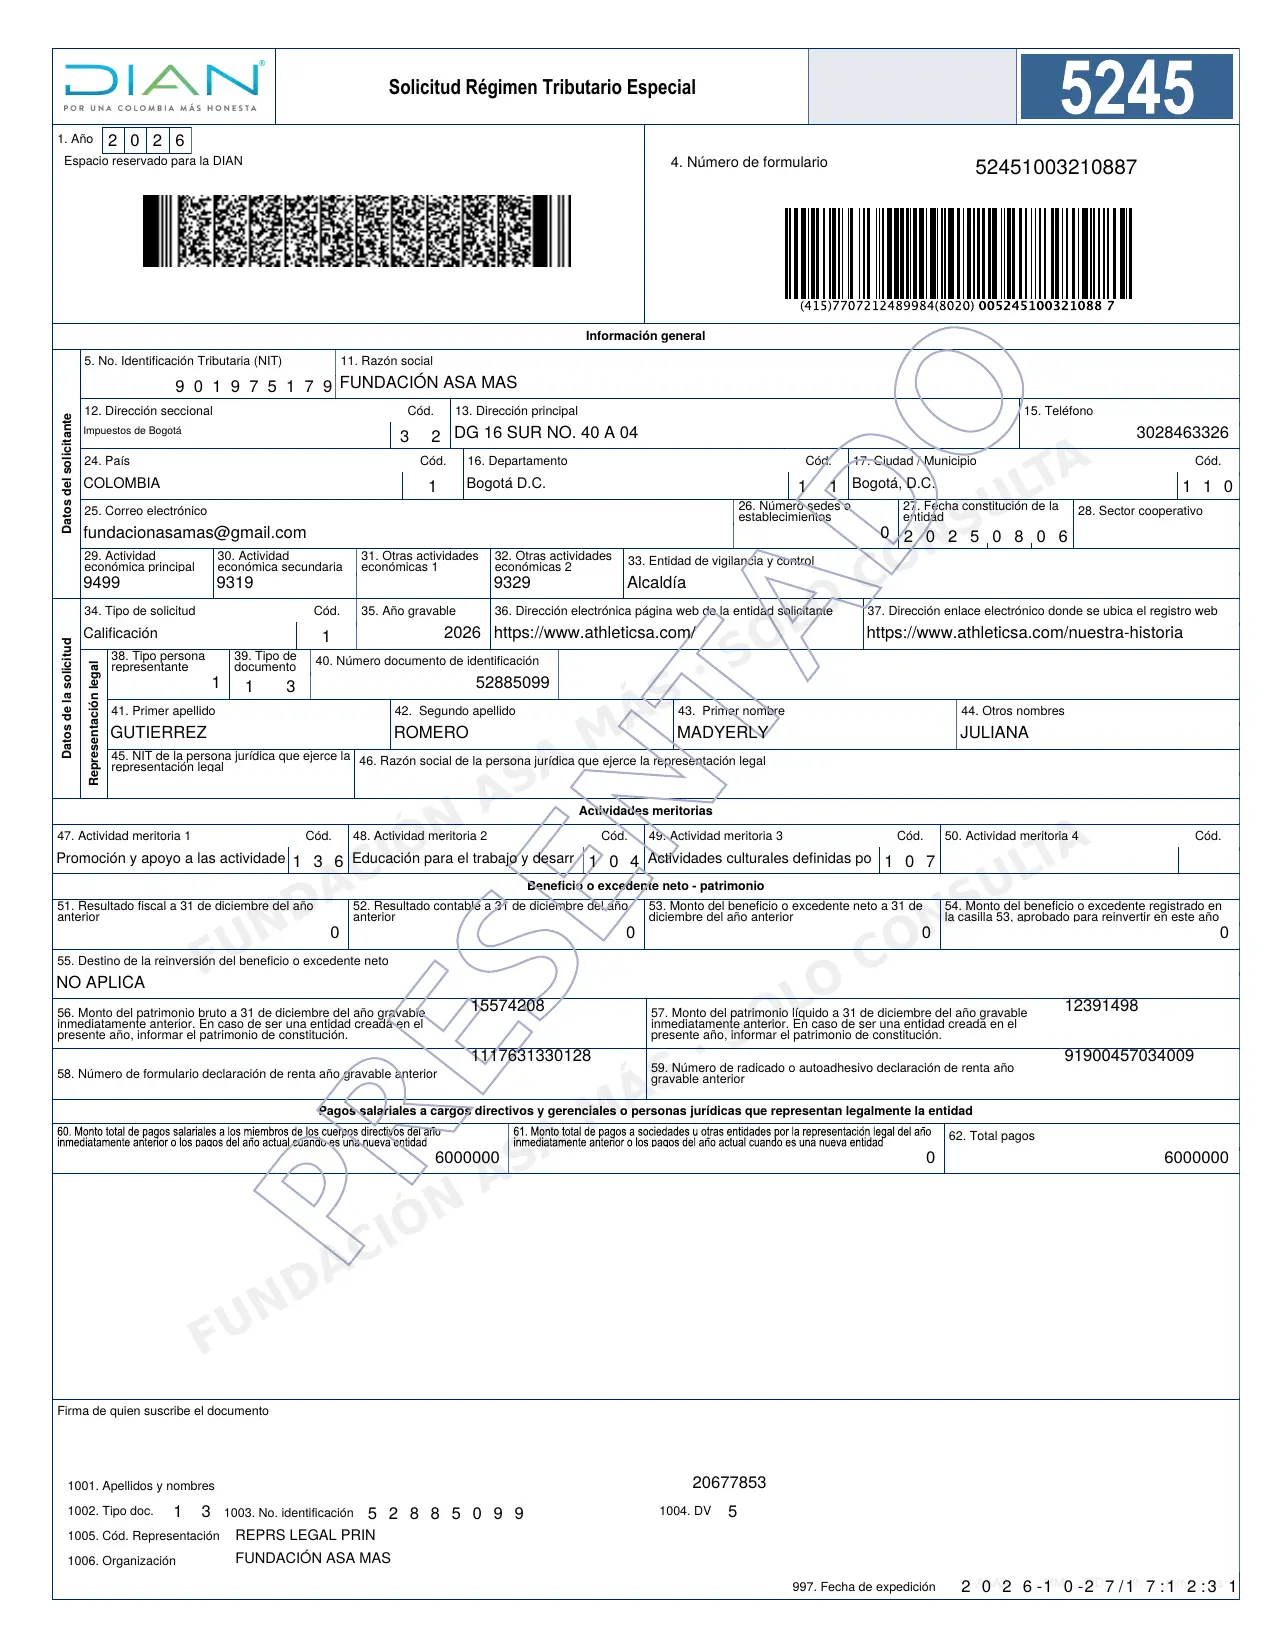 DIAN®
POR UNA COLOMBIA MÁS HONESTA
Solicitud Régimen Tributario Especial
5245
1. Año 2 0 2 6
Espacio reservado para la DIAN
4. Número de formulario 52451003210887
(415)7707212489984(8020) 005245100321088 7
Información general
Datos del solicitante
5. No. Identificación Tributaria (NIT) 11. Razón social
9 0 1 9 7 5 1 7 9 FUNDACIÓN ASA MAS
12. Dirección seccional Cód. 13. Dirección principal 15. Teléfono
Impuestos de Bogotá 3 2 DG 16 SUR NO. 40 A 04 3028463326
24. País Cód. 16. Departamento Cód. 17. Ciudad / Municipio Cód.
COLOMBIA 1 Bogotá D.C. 1 1 Bogotá, D.C. 1 1 0
25. Correo electrónico 26. Número sedes o establecimientos 27. Fecha constitución de la entidad 28. Sector cooperativo
fundacionasamas@gmail.com 0 2 0 2 5 0 8 0 6
29. Actividad económica principal 30. Actividad económica secundaria 31. Otras actividades económicas 1 32. Otras actividades económicas 2 33. Entidad de vigilancia y control
9499 9319 9329 Alcaldía
Datos de la solicitud
34. Tipo de solicitud Cód. 35. Año gravable 36. Dirección electrónica página web de la entidad solicitante 37. Dirección enlace electrónico donde se ubica el registro web
Calificación 1 2026 https://www.athleticsa.com/ https://www.athleticsa.com/nuestra-historia
Representación legal
38. Tipo persona representante 39. Tipo de documento 40. Número documento de identificación
1 1 3 52885099
41. Primer apellido 42. Segundo apellido 43. Primer nombre 44. Otros nombres
GUTIERREZ ROMERO MADYERLY JULIANA
45. NIT de la persona jurídica que ejerce la representación legal 46. Razón social de la persona jurídica que ejerce la representación legal
Actividades meritorias
47. Actividad meritoria 1 Cód. 48. Actividad meritoria 2 Cód. 49. Actividad meritoria 3 Cód. 50. Actividad meritoria 4 Cód.
Promoción y apoyo a las actividade 1 3 6 Educación para el trabajo y desarr 1 0 4 Actividades culturales definidas po 1 0 7
Beneficio o excedente neto - patrimonio
51. Resultado fiscal a 31 de diciembre del año anterior 52. Resultado contable a 31 de diciembre del año anterior 53. Monto del beneficio o excedente neto a 31 de diciembre del año anterior 54. Monto del beneficio o excedente registrado en la casilla 53, aprobado para reinvertir en este año
0 0 0 0
55. Destino de la reinversión del beneficio o excedente neto
NO APLICA
56. Monto del patrimonio bruto a 31 de diciembre del año gravable inmediatamente anterior. En caso de ser una entidad creada en el presente año, informar el patrimonio de constitución. 15574208
57. Monto del patrimonio líquido a 31 de diciembre del año gravable inmediatamente anterior. En caso de ser una entidad creada en el presente año, informar el patrimonio de constitución. 12391498
58. Número de formulario declaración de renta año gravable anterior 1117631330128
59. Número de radicado o autoadhesivo declaración de renta año gravable anterior 91900457034009
Pagos salariales a cargos directivos y gerenciales o personas jurídicas que representan legalmente la entidad
60. Monto total de pagos salariales a los miembros de los cuerpos directivos del año inmediatamente anterior o los pagos del año actual cuando es una nueva entidad 61. Monto total de pagos a sociedades u otras entidades por la representación legal del año inmediatamente anterior o los pagos del año actual cuando es una nueva entidad 62. Total pagos
6000000 0 6000000
PRESENTADO
FUNDACIÓN ASA MÁS · SOLO CONSULTA
FUNDACIÓN ASA MÁS · SOLO CONSULTA
Firma de quien suscribe el documento
1001. Apellidos y nombres 20677853
1002. Tipo doc. 1 3 1003. No. identificación 5 2 8 8 5 0 9 9 1004. DV 5
1005. Cód. Representación REPRS LEGAL PRIN
1006. Organización FUNDACIÓN ASA MAS
997. Fecha de expedición 2 0 2 6 - 1 0 - 2 7 / 1 7 : 1 2 : 3 1